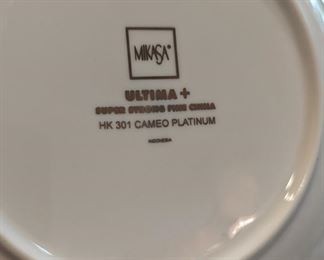 MIKASA®
ULTIMA +
SUPER STRONG FINE CHINA
HK 301 CAMEO PLATINUM
INDONESIA